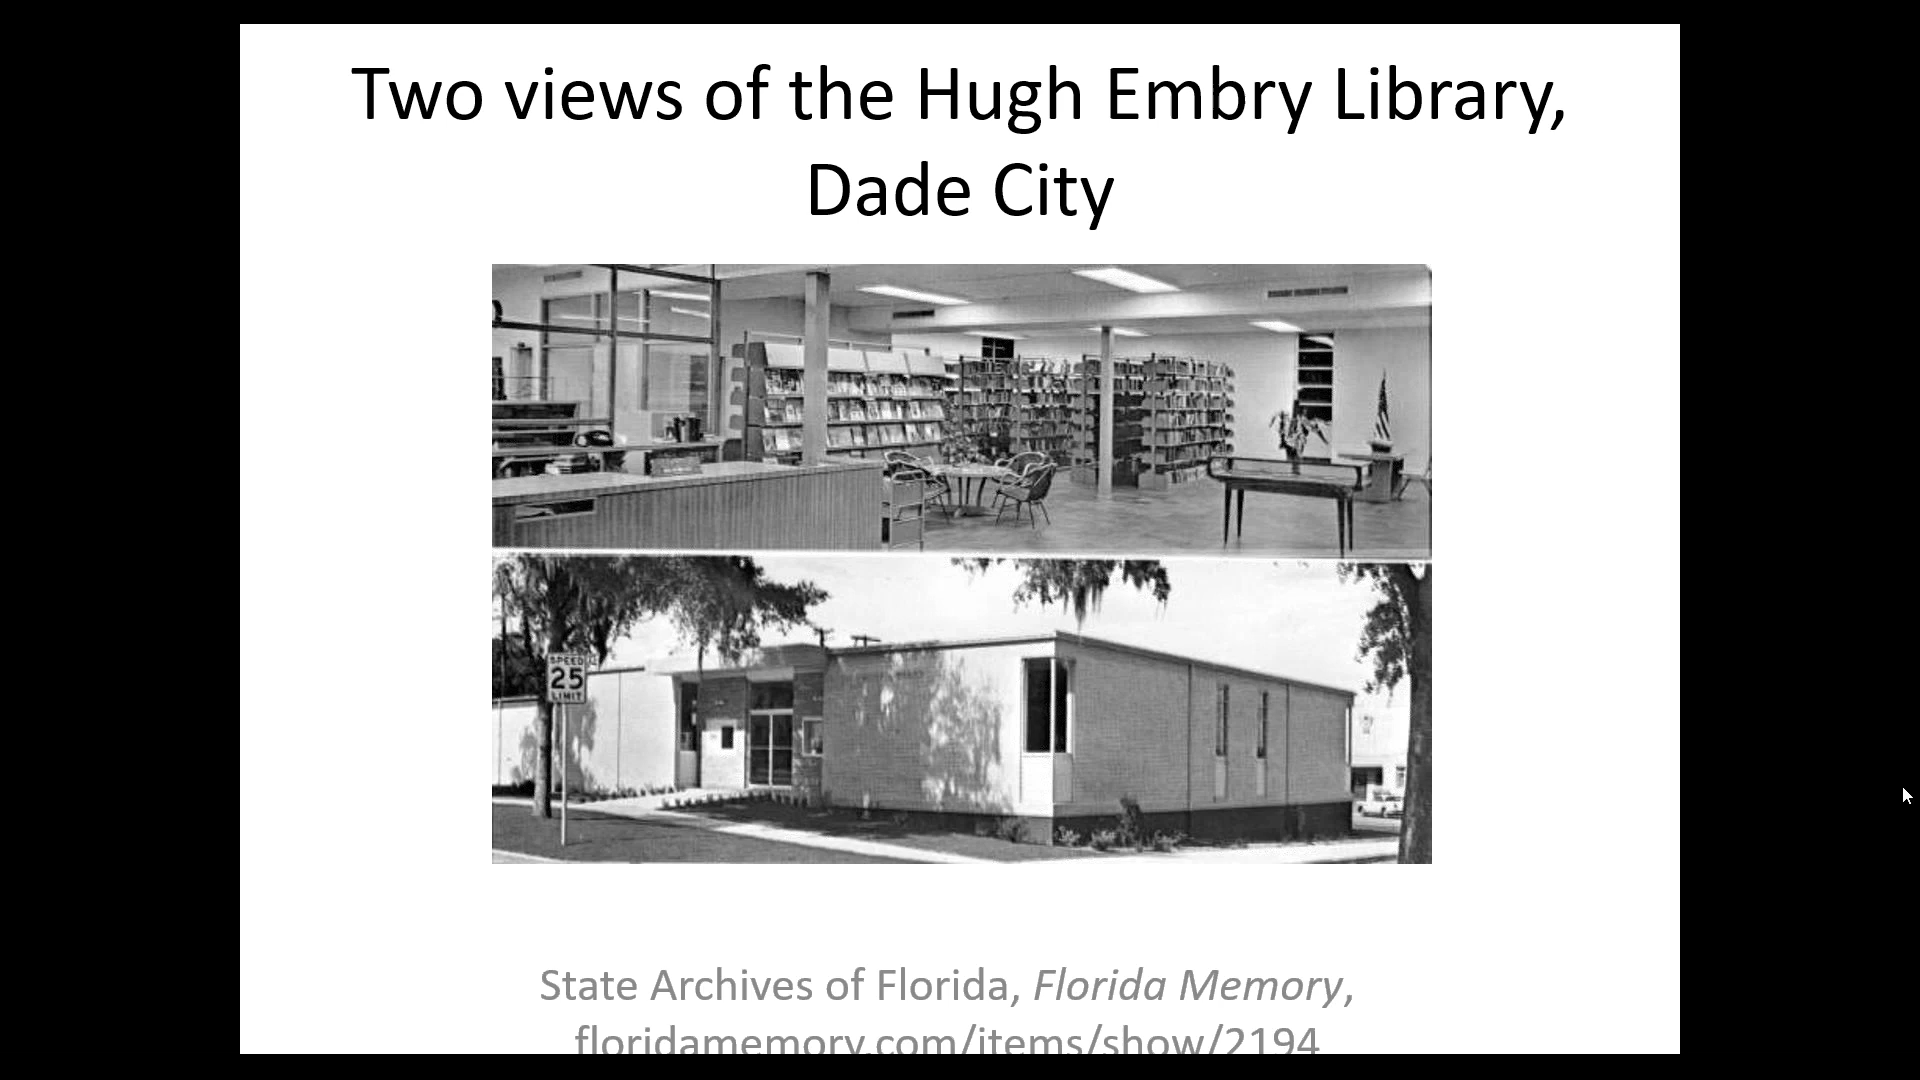 Two views of the Hugh Embry Library,
Dade City
SPEED
25
LIMIT
State Archives of Florida, Florida Memory,
floridamemory.com/items/show/2194